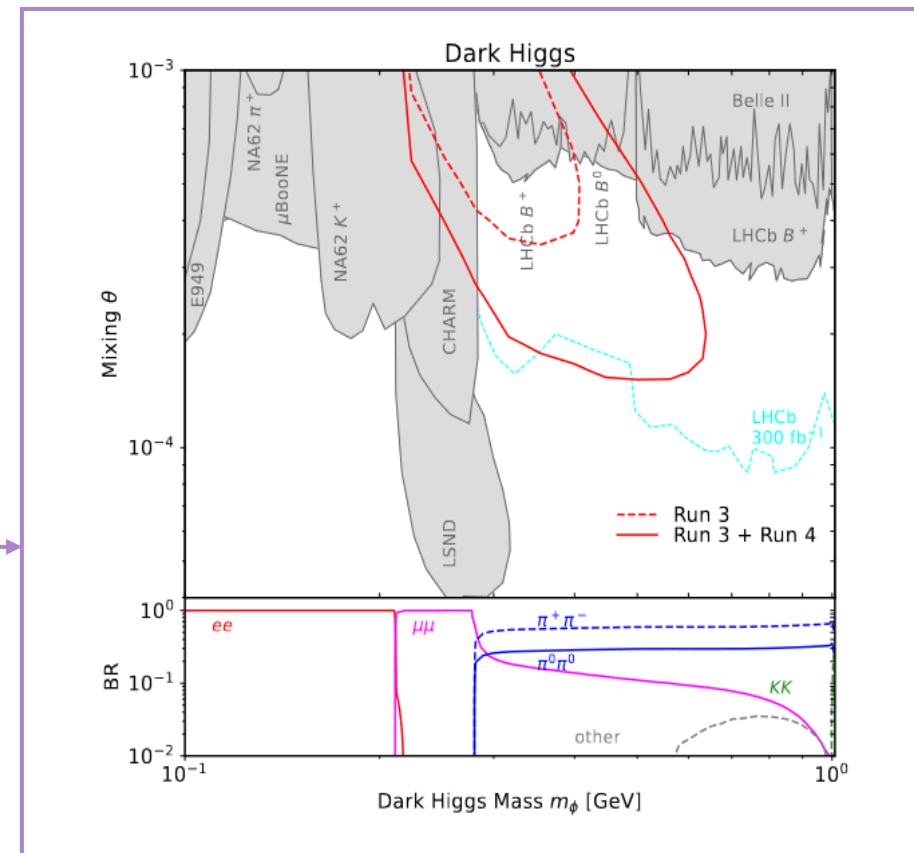 Dark Higgs
10⁻³
10⁻⁴
Mixing θ
E949
NA62 π⁺
μBooNE
NA62 K⁺
CHARM
LSND
LHCb B⁺
LHCb B⁰
Belle II
LHCb B⁺
LHCb
300 fb⁻¹
Run 3
Run 3 + Run 4
10⁰
10⁻¹
10⁻²
BR
ee
μμ
π⁺π⁻
π⁰π⁰
KK
other
10⁻¹
10⁰
Dark Higgs Mass m_ϕ [GeV]